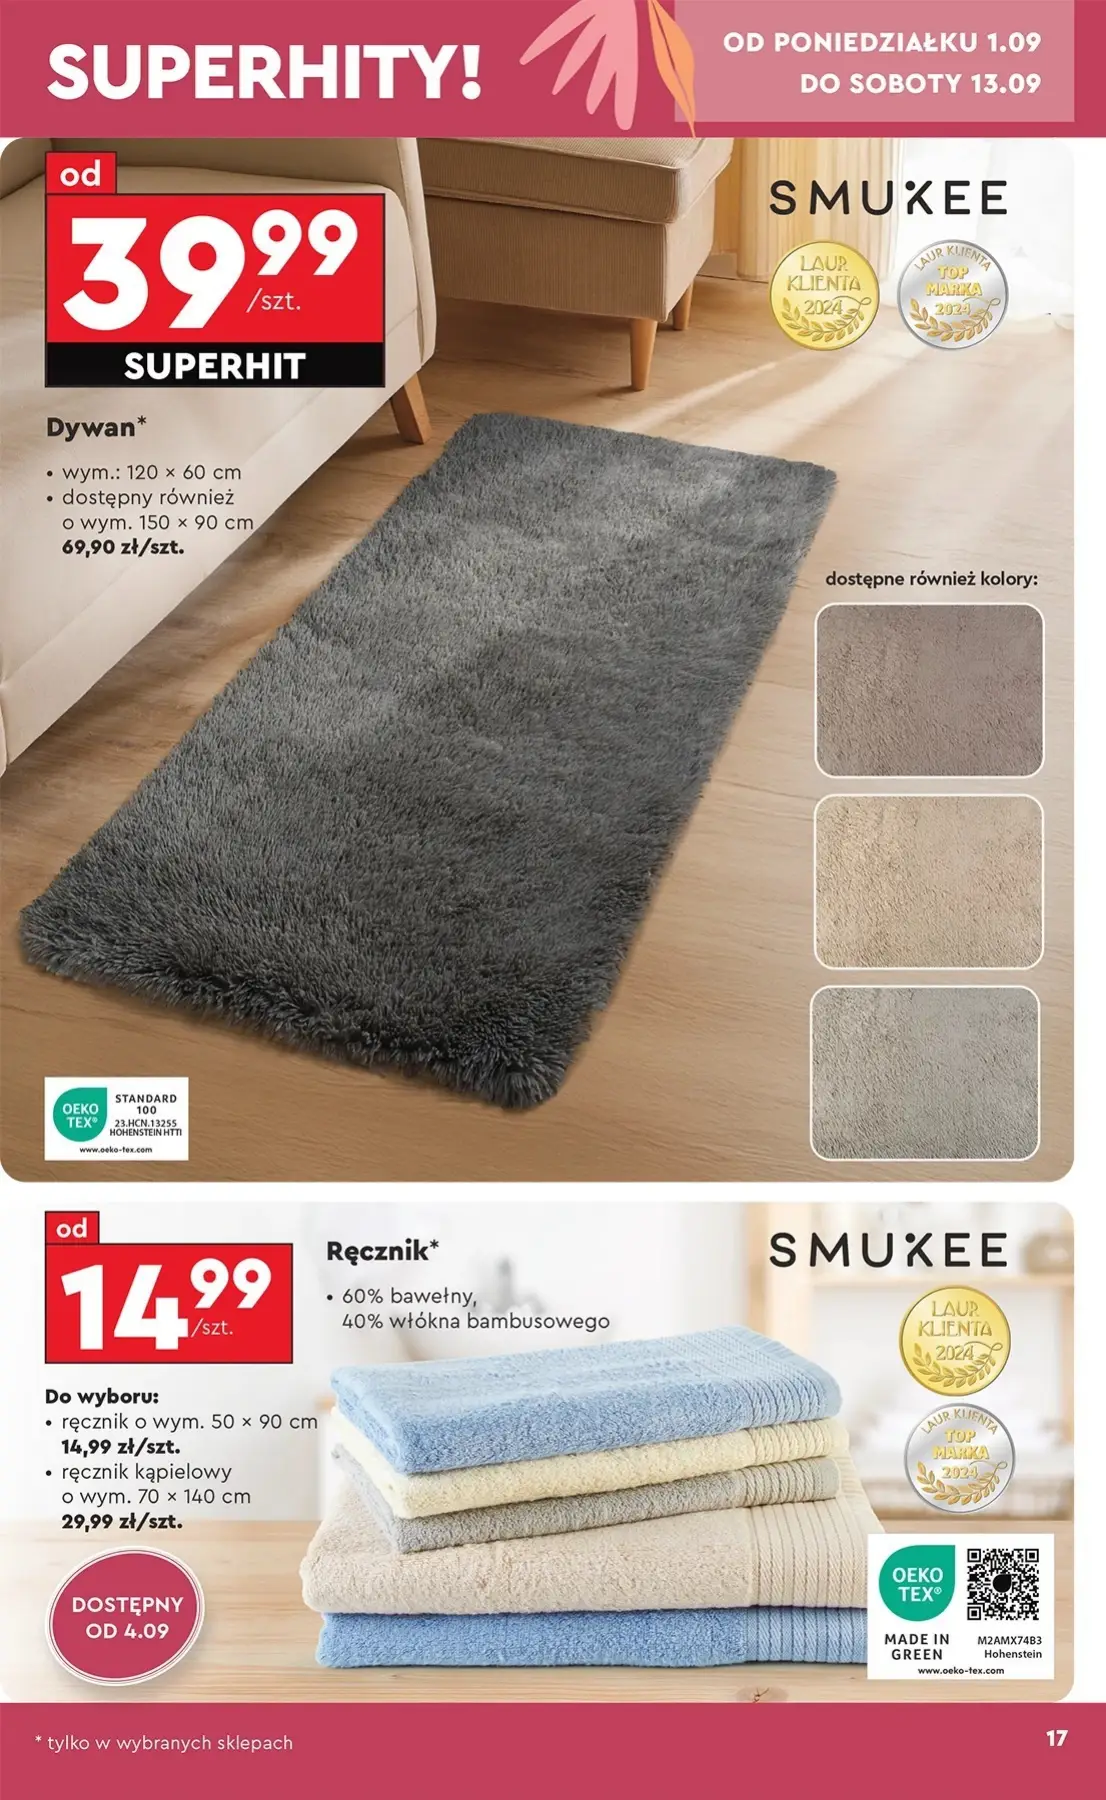 SUPERHITY!
OD PONIEDZIAŁKU 1.09
DO SOBOTY 13.09
od
39 99
/szt.
SUPERHIT
SMUKEE
LAUR
KLIENTA
2024
LAUR KLIENTA
TOP
MARKA
2024
Dywan*
• wym.: 120 × 60 cm
• dostępny również
o wym. 150 × 90 cm
69,90 zł/szt.
dostępne również kolory:
OEKO
TEX®
STANDARD
100
23.HCN.13255
HOHENSTEIN HTTI
www.oeko-tex.com
od
14 99
/szt.
Ręcznik*
• 60% bawełny,
40% włókna bambusowego
SMUKEE
LAUR
KLIENTA
2024
LAUR KLIENTA
TOP
MARKA
2024
Do wyboru:
• ręcznik o wym. 50 × 90 cm
14,99 zł/szt.
• ręcznik kąpielowy
o wym. 70 × 140 cm
29,99 zł/szt.
DOSTĘPNY
OD 4.09
OEKO
TEX®
MADE IN
GREEN
M2AMX74B3
Hohenstein
www.oeko-tex.com
* tylko w wybranych sklepach
17